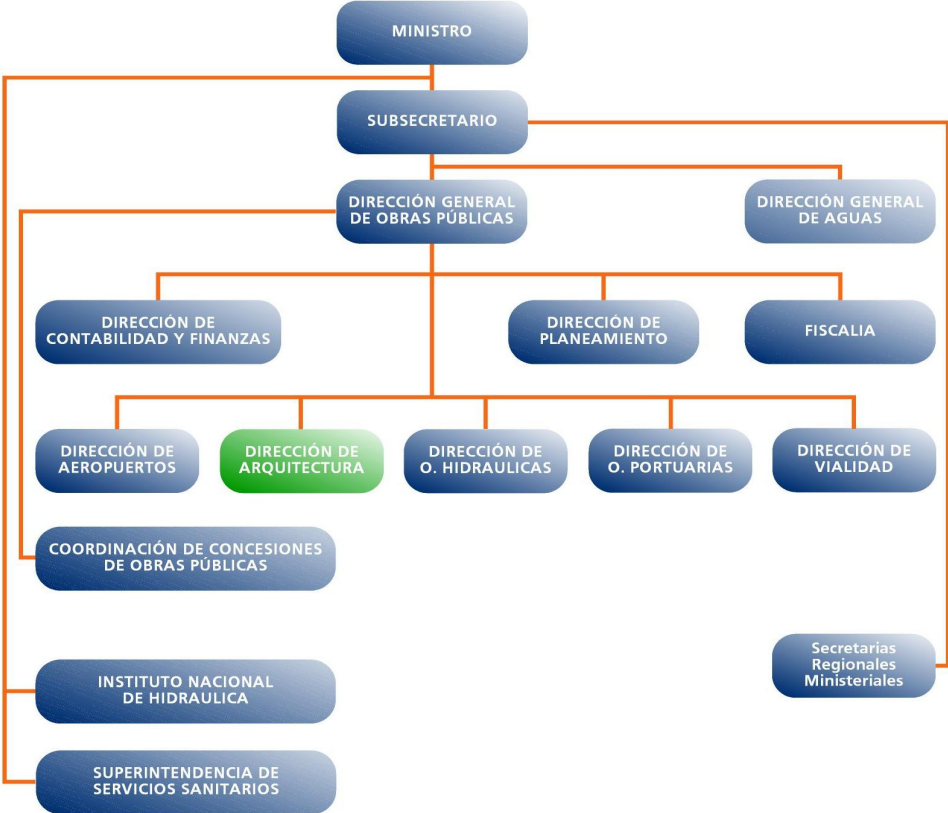 MINISTRO
SUBSECRETARIO
DIRECCIÓN GENERAL
DE OBRAS PÚBLICAS
DIRECCIÓN GENERAL
DE AGUAS
DIRECCIÓN DE
CONTABILIDAD Y FINANZAS
DIRECCIÓN DE
PLANEAMIENTO
FISCALIA
DIRECCIÓN DE
AEROPUERTOS
DIRECCIÓN DE
ARQUITECTURA
DIRECCIÓN DE
O. HIDRAULICAS
DIRECCIÓN DE
O. PORTUARIAS
DIRECCIÓN DE
VIALIDAD
COORDINACIÓN DE CONCESIONES
DE OBRAS PÚBLICAS
INSTITUTO NACIONAL
DE HIDRAULICA
Secretarias
Regionales
Ministeriales
SUPERINTENDENCIA DE
SERVICIOS SANITARIOS